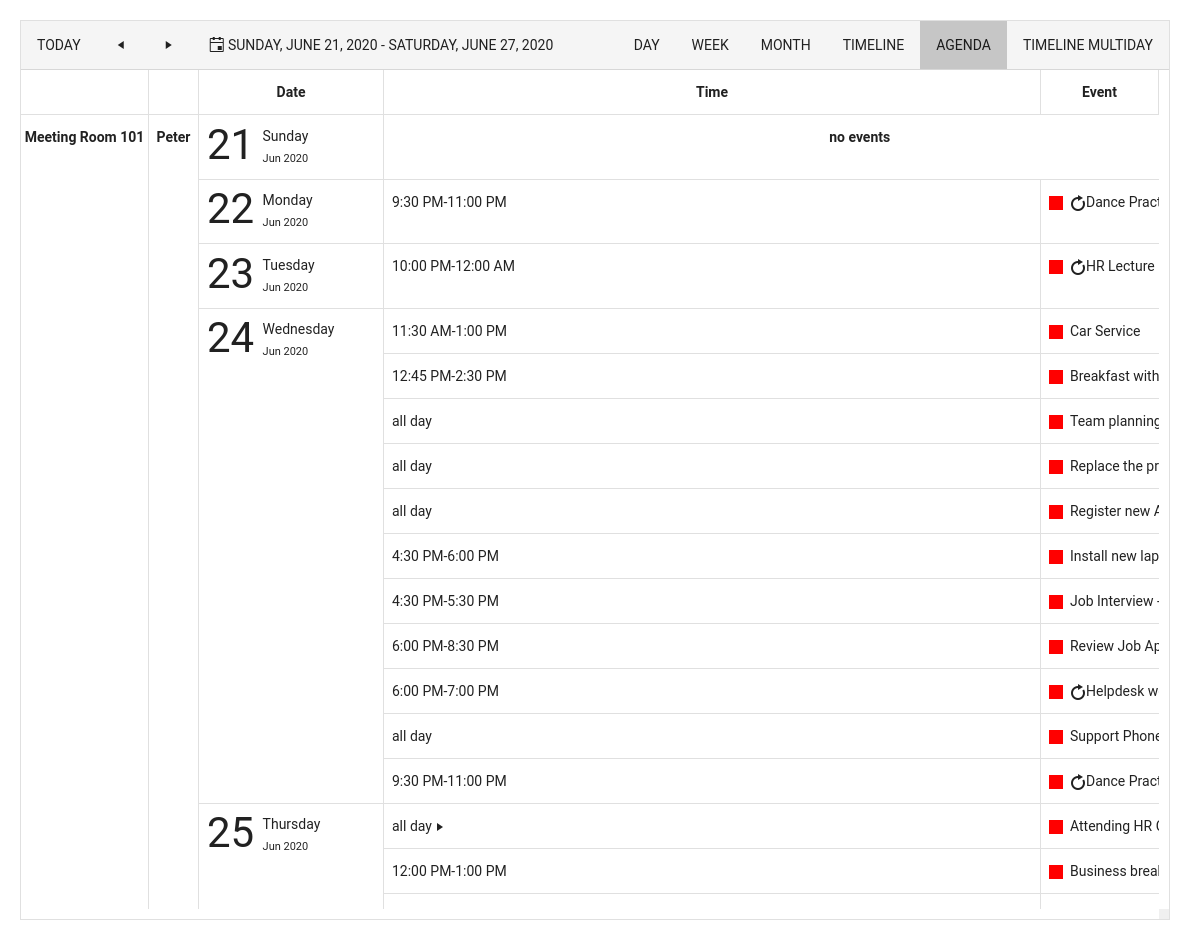 TODAY SUNDAY, JUNE 21, 2020 - SATURDAY, JUNE 27, 2020 DAY WEEK MONTH TIMELINE AGENDA TIMELINE MULTIDAY
Date Time Event
Meeting Room 101 Peter 21 Sunday no events
Jun 2020
22 Monday 9:30 PM-11:00 PM Dance Pract
Jun 2020
23 Tuesday 10:00 PM-12:00 AM HR Lecture
Jun 2020
24 Wednesday 11:30 AM-1:00 PM Car Service
Jun 2020
12:45 PM-2:30 PM Breakfast with
all day Team planning
all day Replace the pr
all day Register new A
4:30 PM-6:00 PM Install new lap
4:30 PM-5:30 PM Job Interview -
6:00 PM-8:30 PM Review Job Ap
6:00 PM-7:00 PM Helpdesk w
all day Support Phone
9:30 PM-11:00 PM Dance Pract
25 Thursday all day Attending HR
Jun 2020
12:00 PM-1:00 PM Business break